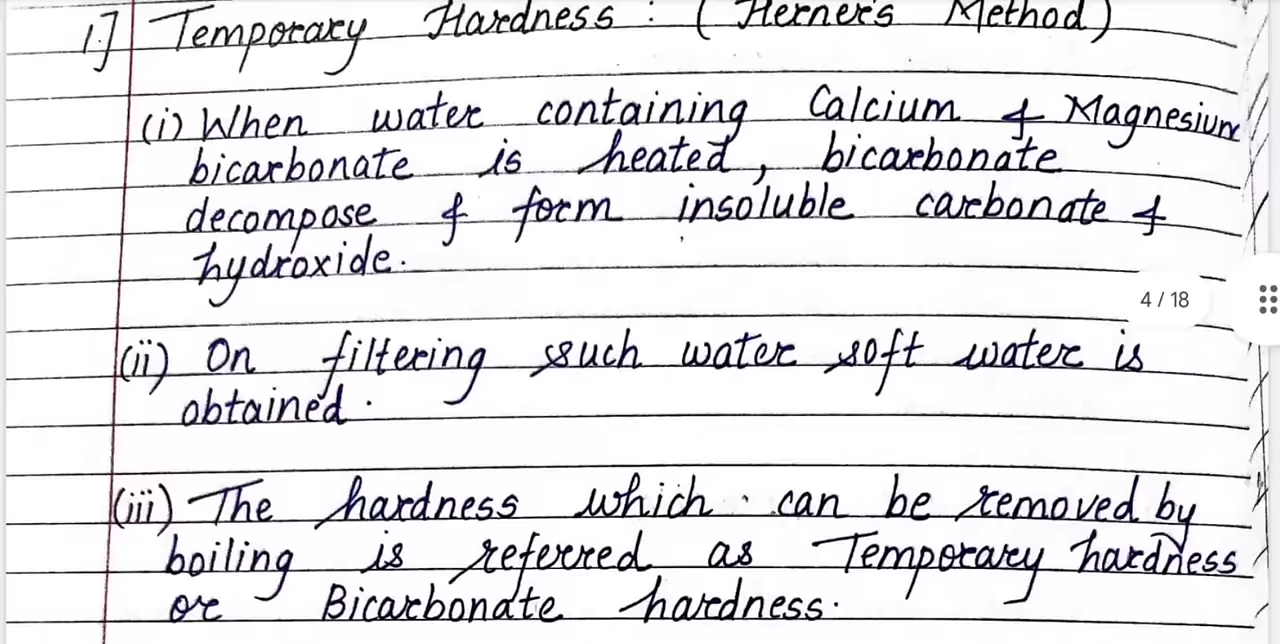 1.] Temporary Hardness : ( Herner's Method )
(i) When water containing Calcium & Magnesium
bicarbonate is heated, bicarbonate
decompose & form insoluble carbonate &
hydroxide.
4 / 18
(ii) On filtering such water soft water is
obtained.
(iii) The hardness which can be removed by
boiling is referred as Temporary hardness
or Bicarbonate hardness.